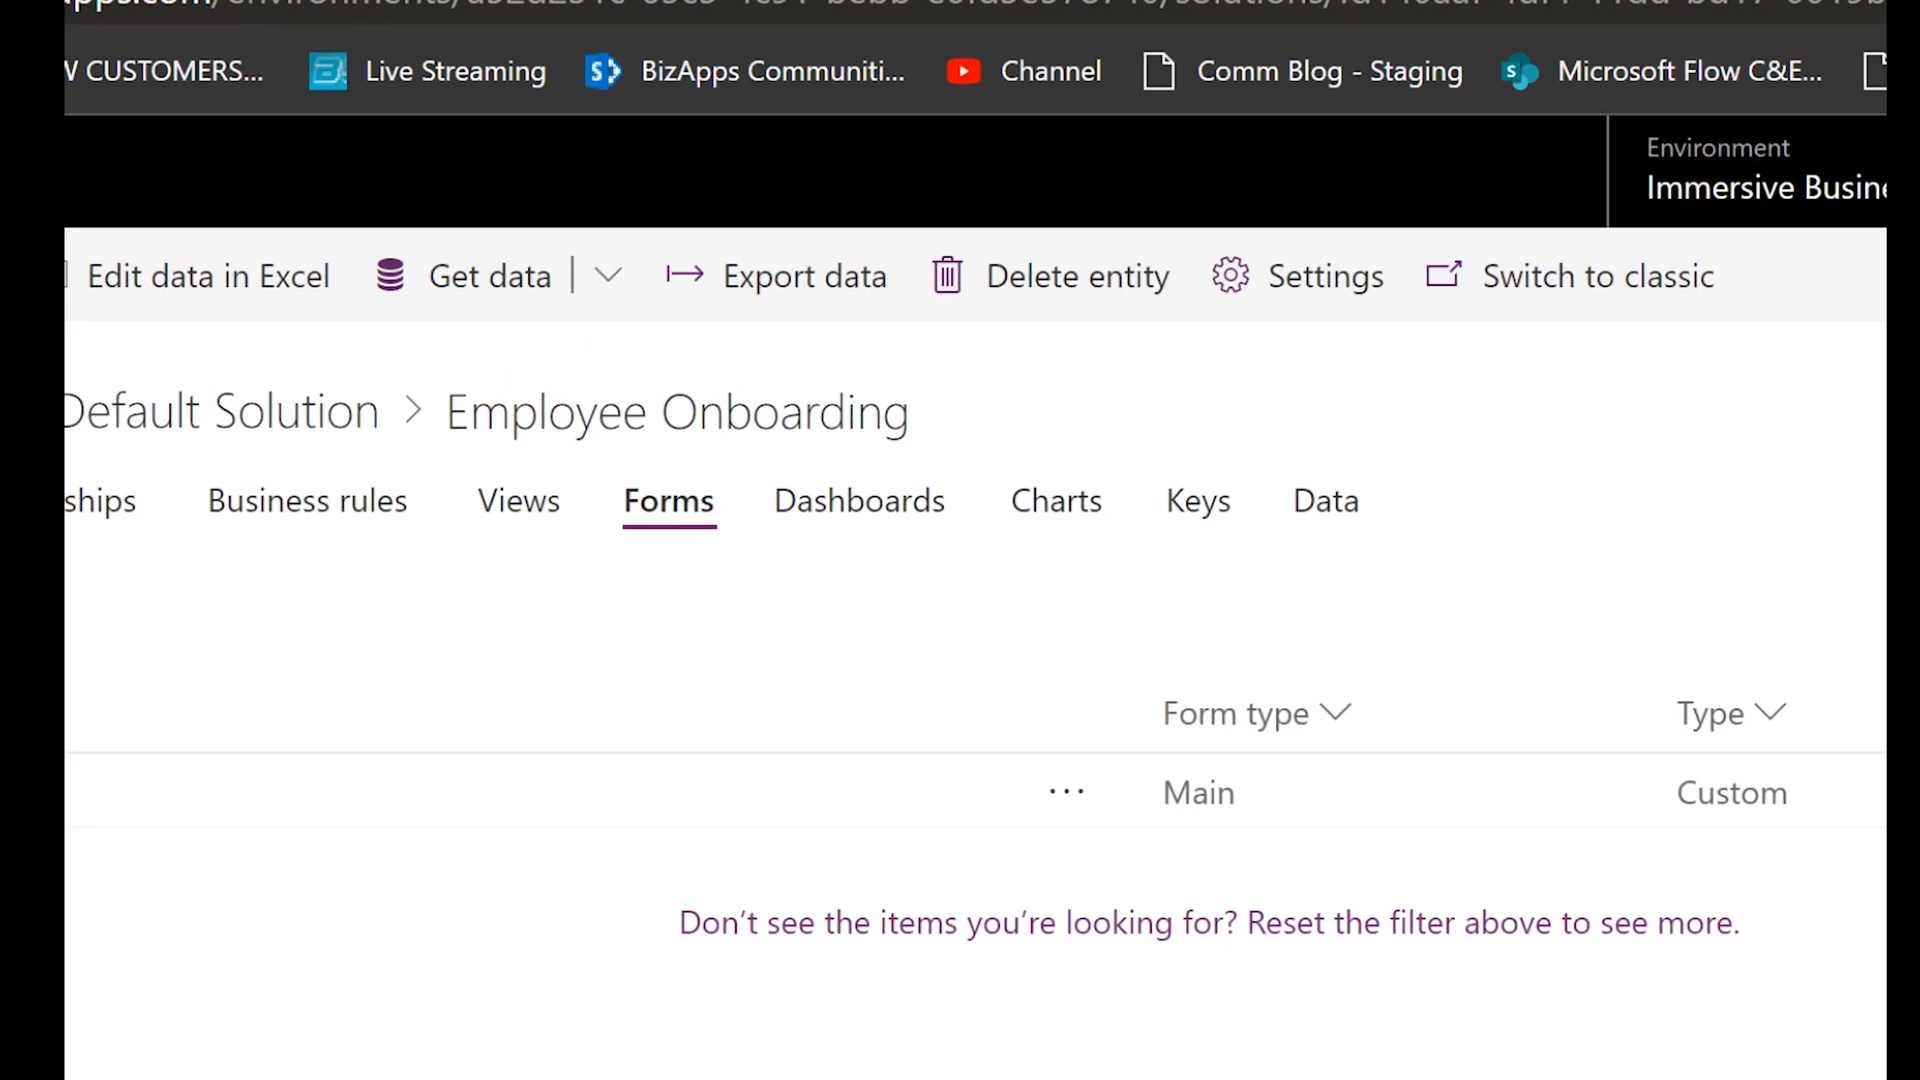 W CUSTOMERS... Live Streaming BizApps Communiti... Channel Comm Blog - Staging Microsoft Flow C&E...
Environment
Immersive Busine
Edit data in Excel Get data Export data Delete entity Settings Switch to classic
Default Solution > Employee Onboarding
ships Business rules Views Forms Dashboards Charts Keys Data
Form type Type
... Main Custom
Don’t see the items you’re looking for? Reset the filter above to see more.